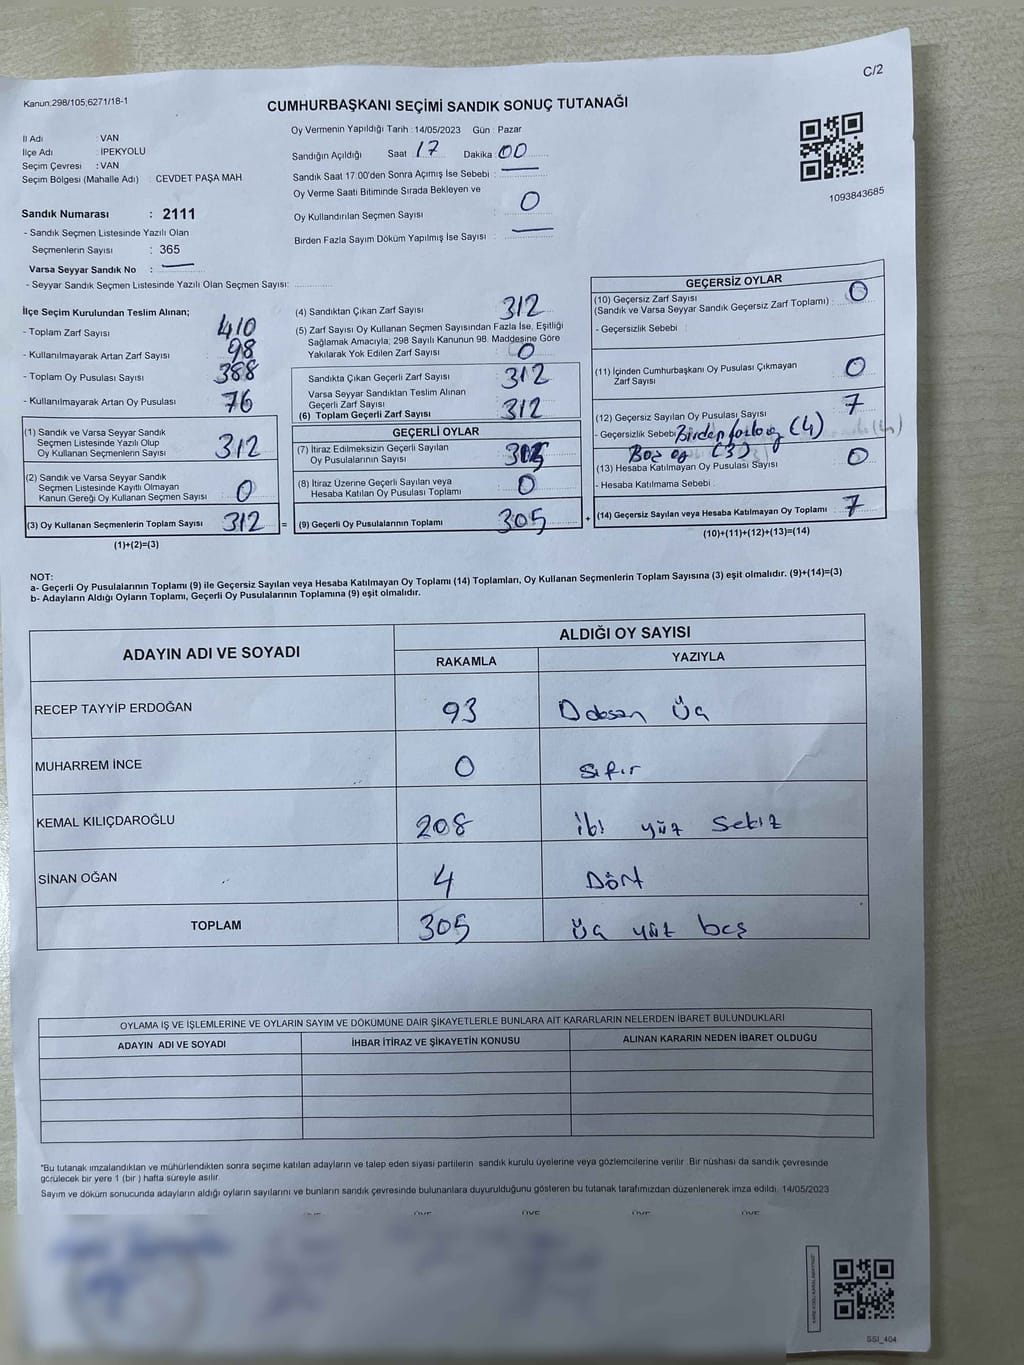 C/2
Kanun:298/105;6271/18-1
CUMHURBAŞKANI SEÇİMİ SANDIK SONUÇ TUTANAĞI
İl Adı : VAN
İlçe Adı : İPEKYOLU
Seçim Çevresi : VAN
Seçim Bölgesi (Mahalle Adı) : CEVDET PAŞA MAH
Sandık Numarası : 2111
- Sandık Seçmen Listesinde Yazılı Olan
Seçmenlerin Sayısı : 365
Varsa Seyyar Sandık No : —
- Seyyar Sandık Seçmen Listesinde Yazılı Olan Seçmen Sayısı:
Oy Vermenin Yapıldığı Tarih : 14/05/2023 Gün : Pazar
Sandığın Açıldığı Saat 17 Dakika 00
Sandık Saat 17:00'den Sonra Açımış İse Sebebi : —
Oy Verme Saati Bitiminde Sırada Bekleyen ve
Oy Kullandırılan Seçmen Sayısı 0
Birden Fazla Sayım Döküm Yapılmış İse Sayısı : —
1093843685
İlçe Seçim Kurulundan Teslim Alınan;
- Toplam Zarf Sayısı 410
- Kullanılmayarak Artan Zarf Sayısı : 98
- Toplam Oy Pusulası Sayısı 388
- Kullanılmayarak Artan Oy Pusulası 76
(1) Sandık ve Varsa Seyyar Sandık
Seçmen Listesinde Yazılı Olup
Oy Kullanan Seçmenlerin Sayısı 312
(2) Sandık ve Varsa Seyyar Sandık
Seçmen Listesinde Kayıtlı Olmayan
Kanun Gereği Oy Kullanan Seçmen Sayısı 0
(3) Oy Kullanan Seçmenlerin Toplam Sayısı 312 =
(1)+(2)=(3)
(4) Sandıktan Çıkan Zarf Sayısı 312
(5) Zarf Sayısı Oy Kullanan Seçmen Sayısından Fazla İse, Eşitliği
Sağlamak Amacıyla; 298 Sayılı Kanunun 98. Maddesine Göre
Yakılarak Yok Edilen Zarf Sayısı 0
Sandıkta Çıkan Geçerli Zarf Sayısı 312
Varsa Seyyar Sandıktan Teslim Alınan
Geçerli Zarf Sayısı
(6) Toplam Geçerli Zarf Sayısı 312
GEÇERLİ OYLAR
(7) İtiraz Edilmeksizin Geçerli Sayılan
Oy Pusulalarının Sayısı 305
(8) İtiraz Üzerine Geçerli Sayılan veya
Hesaba Katılan Oy Pusulası Toplamı 0
(9) Geçerli Oy Pusulalarının Toplamı 305 +
GEÇERSİZ OYLAR
(10) Geçersiz Zarf Sayısı
(Sandık ve Varsa Seyyar Sandık Geçersiz Zarf Toplamı) : 0
- Geçersizlik Sebebi
(11) İçinden Cumhurbaşkanı Oy Pusulası Çıkmayan
Zarf Sayısı 0
(12) Geçersiz Sayılan Oy Pusulası Sayısı 7
- Geçersizlik Sebebi Birden fazla oy (4)
Boş oy (3)
(13) Hesaba Katılmayan Oy Pusulası Sayısı 0
- Hesaba Katılmama Sebebi :
(14) Geçersiz Sayılan veya Hesaba Katılmayan Oy Toplamı 7
(10)+(11)+(12)+(13)=(14)
NOT:
a- Geçerli Oy Pusulalarının Toplamı (9) ile Geçersiz Sayılan veya Hesaba Katılmayan Oy Toplamı (14) Toplamları, Oy Kullanan Seçmenlerin Toplam Sayısına (3) eşit olmalıdır. (9)+(14)=(3)
b- Adayların Aldığı Oyların Toplamı, Geçerli Oy Pusulalarının Toplamına (9) eşit olmalıdır.
ADAYIN ADI VE SOYADI
ALDIĞI OY SAYISI
RAKAMLA YAZIYLA
RECEP TAYYİP ERDOĞAN 93 Doksan Üç
MUHARREM İNCE 0 Sıfır
KEMAL KILIÇDAROĞLU 208 İki yüz Sekiz
SİNAN OĞAN 4 Dört
TOPLAM 305 Üç yüz beş
OYLAMA İŞ VE İŞLEMLERİNE VE OYLARIN SAYIM VE DÖKÜMÜNE DAİR ŞİKAYETLERLE BUNLARA AİT KARARLARIN NELERDEN İBARET BULUNDUKLARI
ADAYIN ADI VE SOYADI İHBAR İTİRAZ VE ŞİKAYETİN KONUSU ALINAN KARARIN NEDEN İBARET OLDUĞU
*Bu tutanak imzalandıktan ve mühürlendikten sonra seçime katılan adayların ve talep eden siyasi partilerin sandık kurulu üyelerine veya gözlemcilerine verilir. Bir nüshası da sandık çevresinde
görülecek bir yere 1 (bir) hafta süreyle asılır.
Sayım ve döküm sonucunda adayların aldığı oyların sayılarını ve bunların sandık çevresinde bulunanlara duyurulduğunu gösteren bu tutanak tarafımızdan düzenlenerek imza edildi. 14/05/2023
ÜYE ÜYE ÜYE ÜYE ÜYE
SSI_404